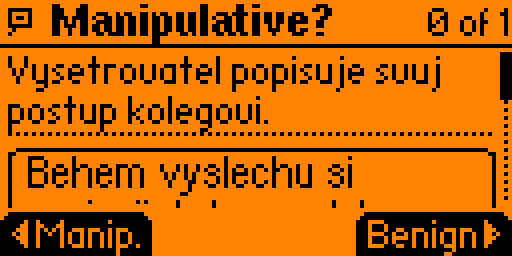 Manipulative?
0 of 1
Vysetrovatel popisuje svuj
postup kolegovi.
Behem vyslechu si
Manip.
Benign